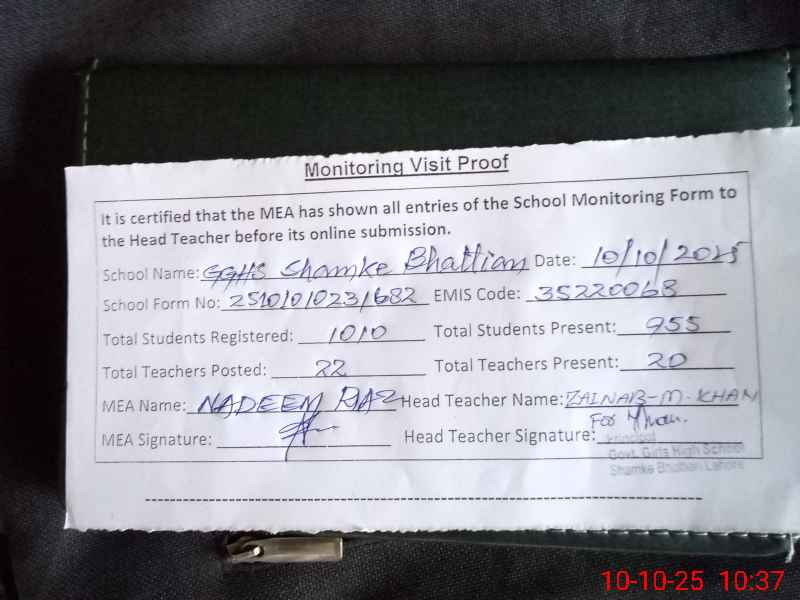 Monitoring Visit Proof
It is certified that the MEA has shown all entries of the School Monitoring Form to
the Head Teacher before its online submission.
School Name: GGHS Shamke Bhattian Date: 10/10/2025
School Form No: 2510101023/682 EMIS Code: 35220068
Total Students Registered: 1010 Total Students Present: 955
Total Teachers Posted: 22 Total Teachers Present: 20
MEA Name: NADEEM RIAZ Head Teacher Name: ZAINAB-M-KHAN
MEA Signature: Head Teacher Signature: For
Principal
Govt. Girls High School
Shamke Bhattian Lahore
10-10-25 10:37